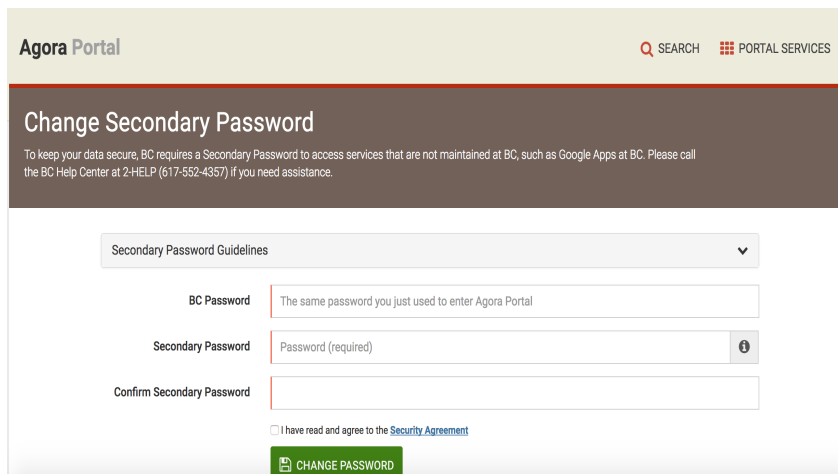 Agora Portal
SEARCH
PORTAL SERVICES
Change Secondary Password
To keep your data secure, BC requires a Secondary Password to access services that are not maintained at BC, such as Google Apps at BC. Please call
the BC Help Center at 2-HELP (617-552-4357) if you need assistance.
Secondary Password Guidelines
BC Password
The same password you just used to enter Agora Portal
Secondary Password
Password (required)
Confirm Secondary Password
I have read and agree to the Security Agreement
CHANGE PASSWORD